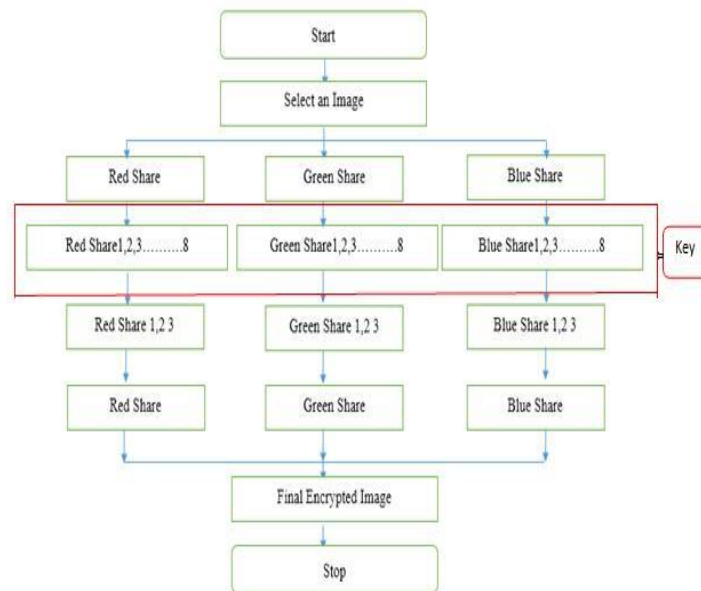 Start
Select an Image
Red Share
Green Share
Blue Share
Red Share1,2,3..........8
Green Share1,2,3..........8
Blue Share1,2,3..........8
Key
Red Share 1,2 3
Green Share 1,2 3
Blue Share 1,2 3
Red Share
Green Share
Blue Share
Final Encrypted Image
Stop